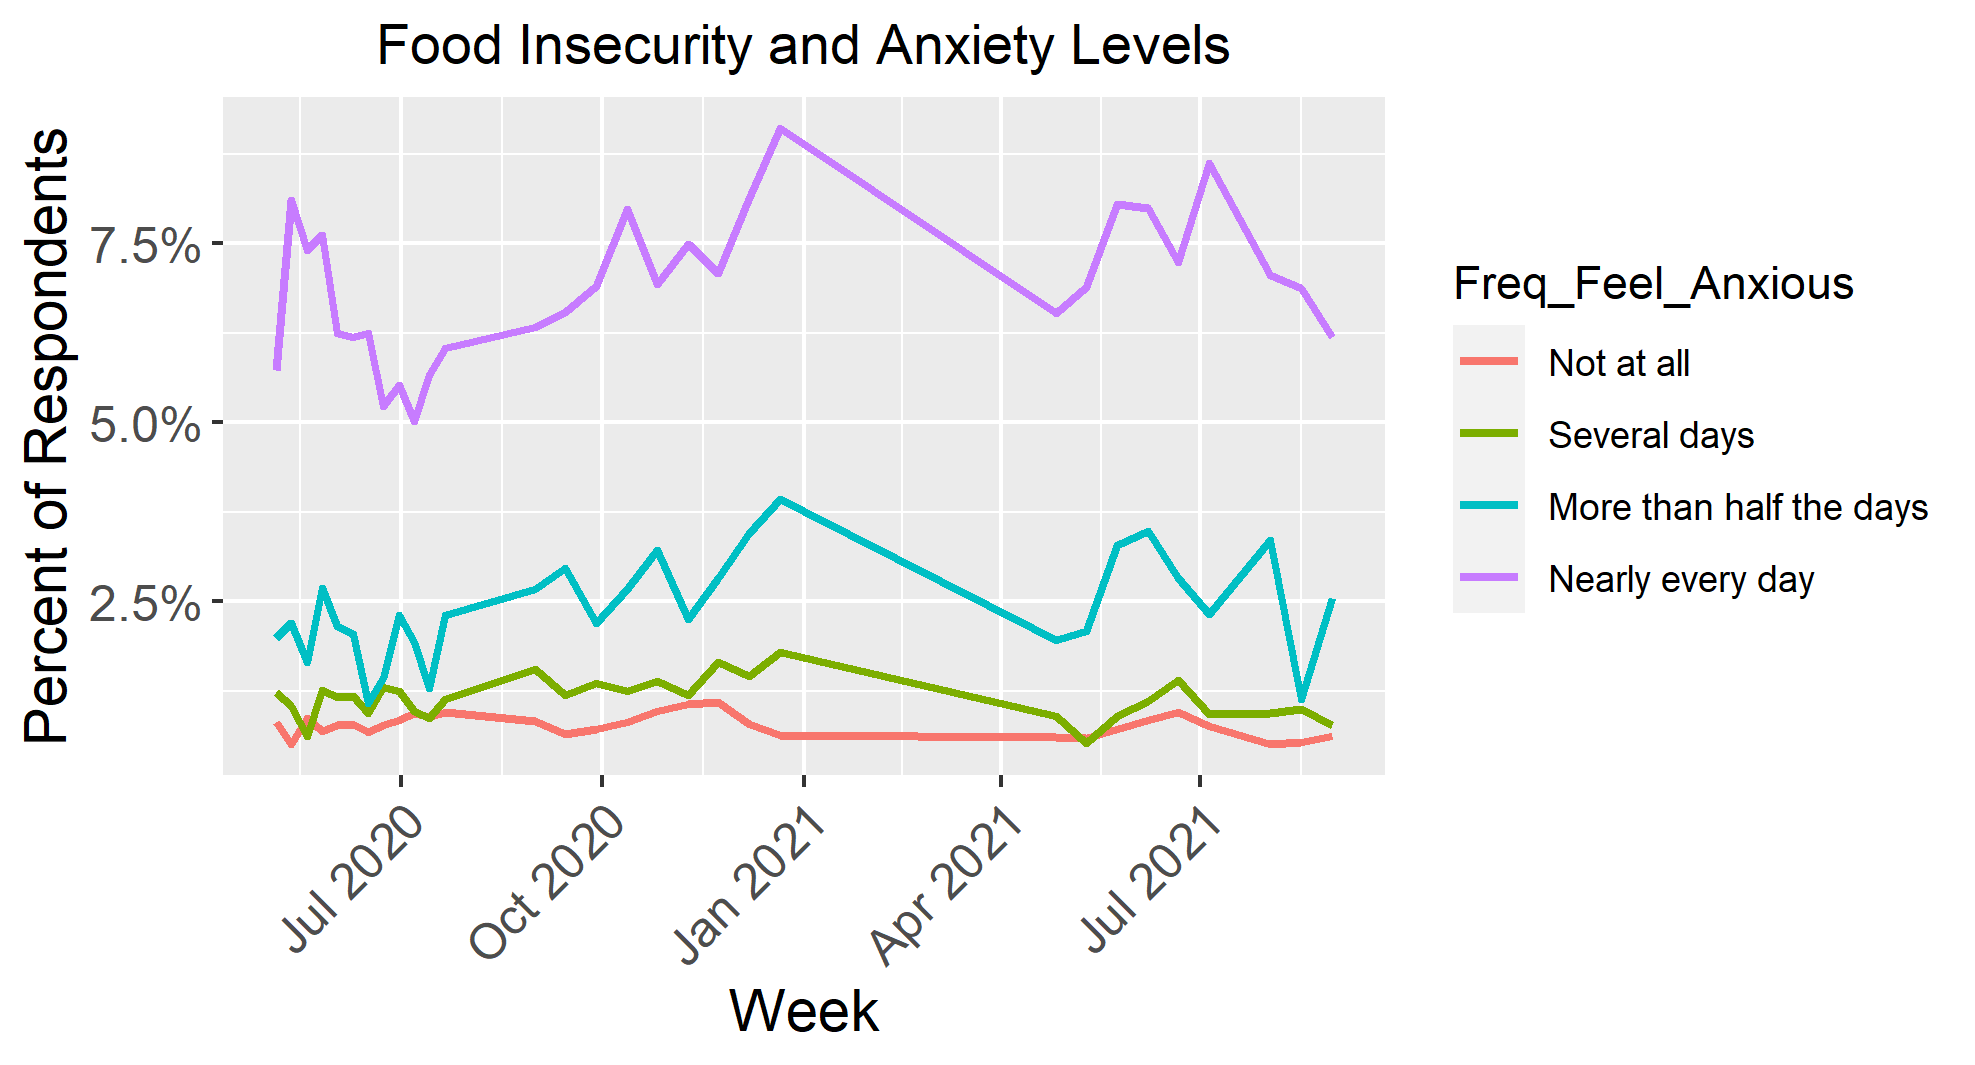 Food Insecurity and Anxiety Levels
Percent of Respondents
7.5%
5.0%
2.5%
Jul 2020
Oct 2020
Jan 2021
Apr 2021
Jul 2021
Week
Freq_Feel_Anxious
Not at all
Several days
More than half the days
Nearly every day